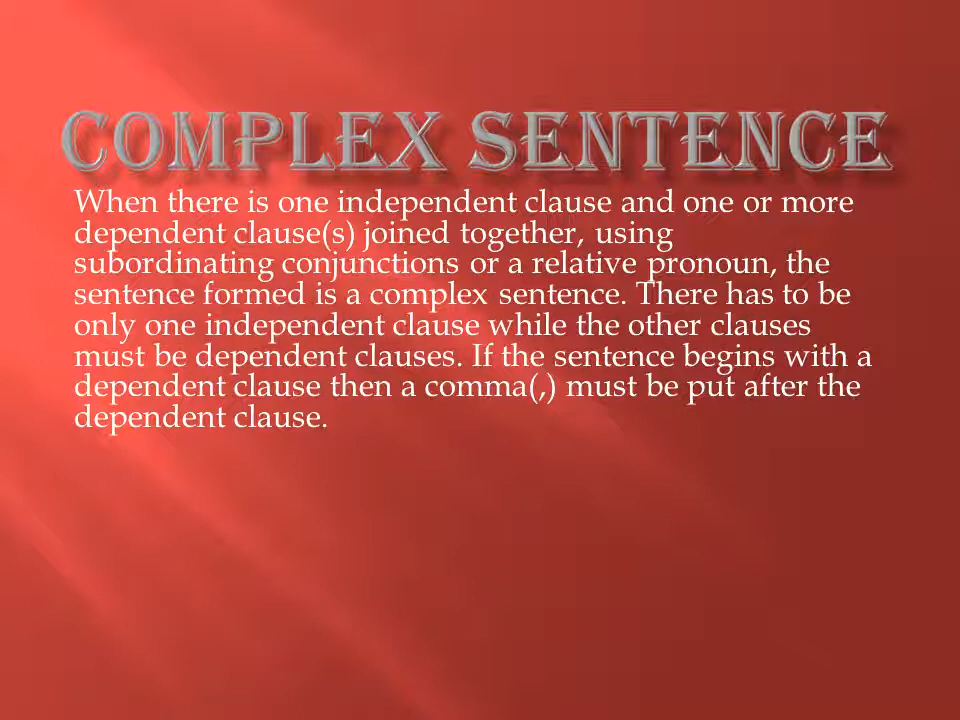 COMPLEX SENTENCE
When there is one independent clause and one or more
dependent clause(s) joined together, using
subordinating conjunctions or a relative pronoun, the
sentence formed is a complex sentence. There has to be
only one independent clause while the other clauses
must be dependent clauses. If the sentence begins with a
dependent clause then a comma(,) must be put after the
dependent clause.